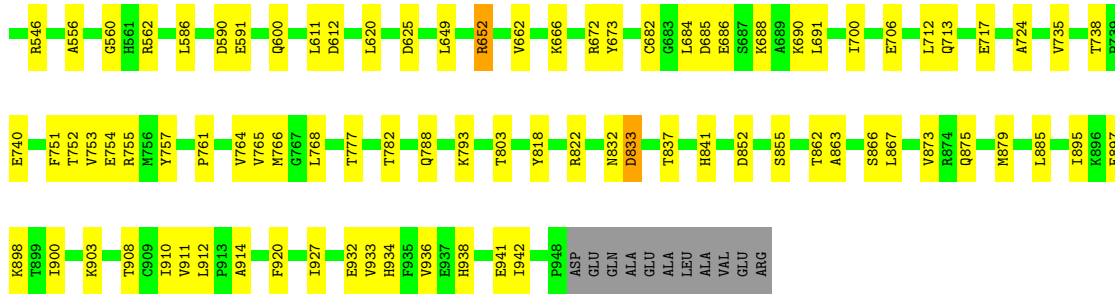 R546 A556 G560 H561 R562 L586 D590 E591 Q600 L611 D612 L620 D625 L649 R652 V662 K666 R672 Y673 C682 G683 L684 D685 E686 S687 K688 A689 K690 L691 I700 E706 L712 Q713 E717 A724 V735 T738
E740 F751 T752 V753 E754 R755 M756 Y757 P761 V764 V765 M766 G767 L768 T777 T782 Q788 K793 T803 Y818 R822 N832 D833 T837 H841 D852 S855 T862 A863 S866 L867 V873 R874 Q875 M879 L885 I895 K896
K898 T899 I900 K903 T908 C909 I910 V911 L912 P913 A914 F920 I927 E932 V933 H934 F935 V936 E937 H938 E941 I942 P948 ASP GLU GLN ALA GLU ALA LEU ALA VAL GLU ARG